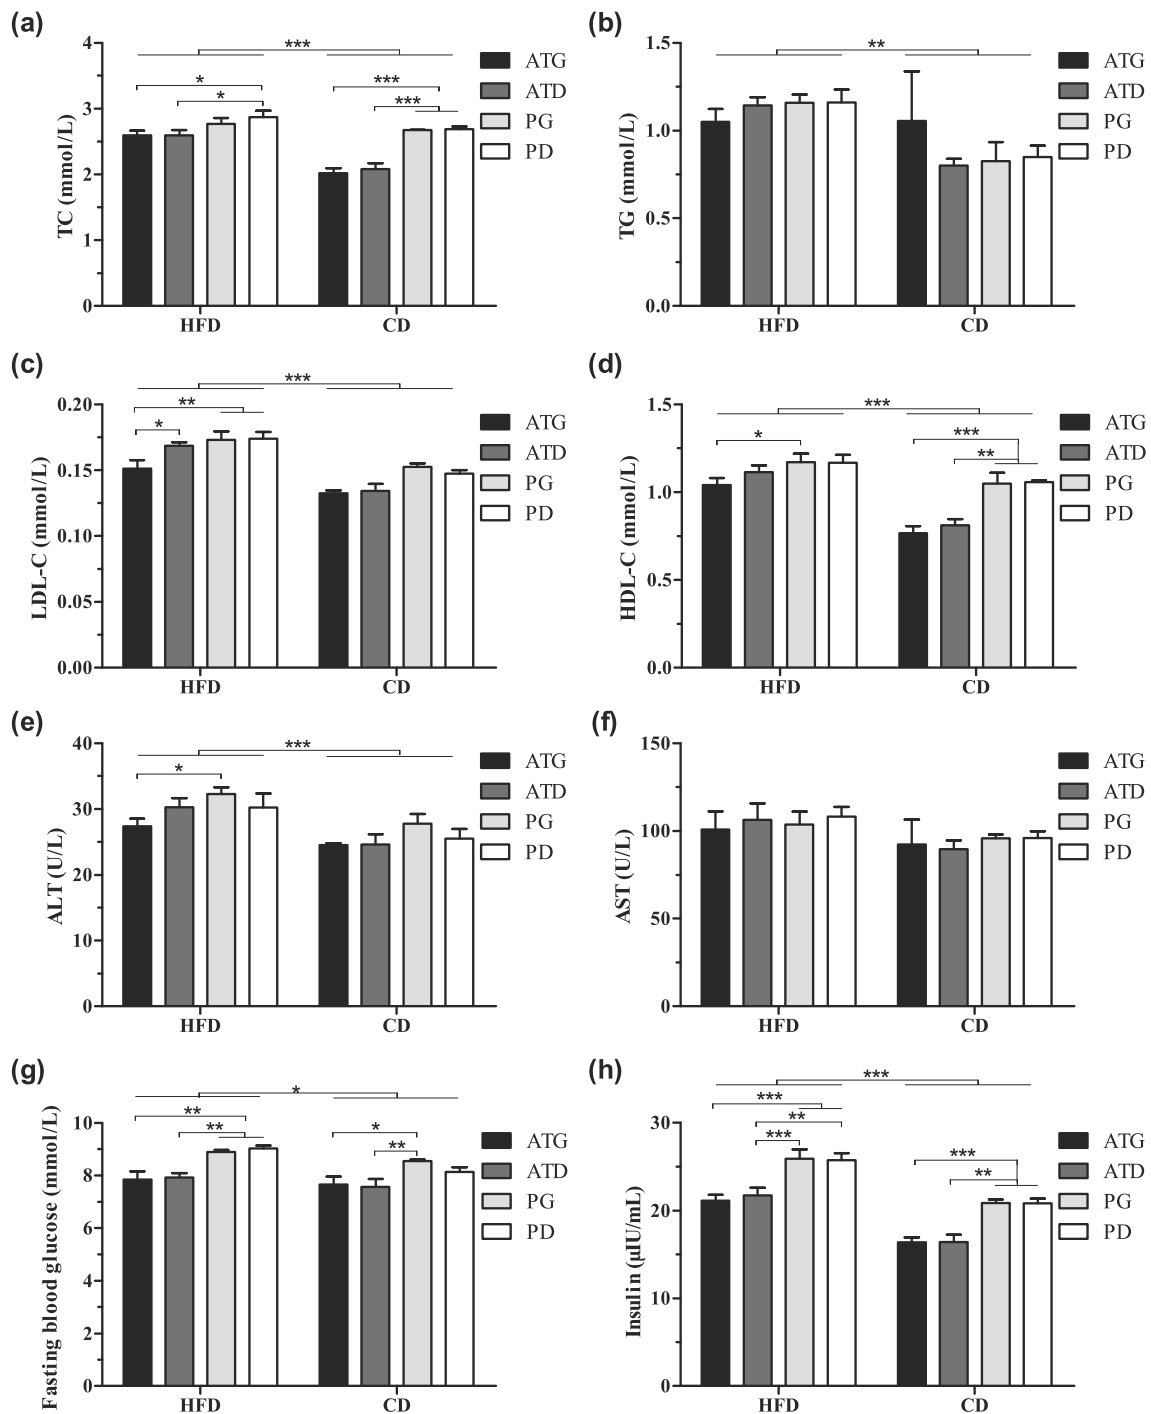 (a)
TC (mmol/L)
4
3
2
1
0
***
*
*
***
***
HFD
CD
ATG
ATD
PG
PD
(b)
TG (mmol/L)
1.5
1.0
0.5
0.0
**
HFD
CD
ATG
ATD
PG
PD
(c)
LDL-C (mmol/L)
0.20
0.15
0.10
0.05
0.00
***
**
*
HFD
CD
ATG
ATD
PG
PD
(d)
HDL-C (mmol/L)
1.5
1.0
0.5
0.0
***
*
***
**
HFD
CD
ATG
ATD
PG
PD
(e)
ALT (U/L)
40
30
20
10
0
***
*
HFD
CD
ATG
ATD
PG
PD
(f)
AST (U/L)
150
100
50
0
HFD
CD
ATG
ATD
PG
PD
(g)
Fasting blood glucose (mmol/L)
10
8
6
4
2
0
*
**
**
*
**
HFD
CD
ATG
ATD
PG
PD
(h)
Insulin (μIU/mL)
30
20
10
0
***
***
**
***
***
**
HFD
CD
ATG
ATD
PG
PD